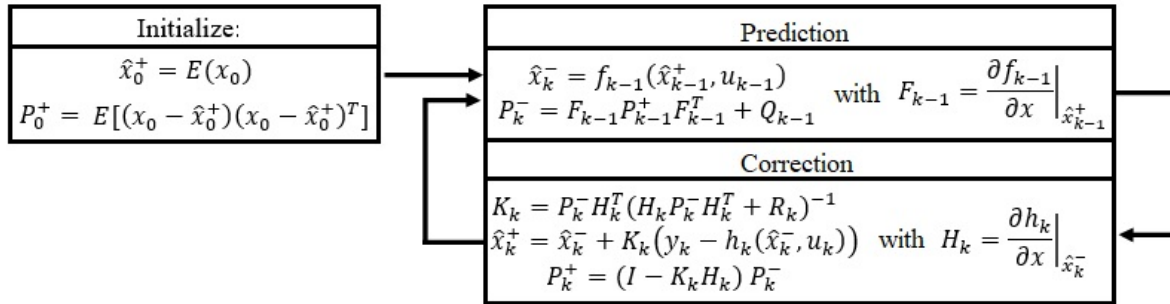 Initialize:
x̂₀⁺ = E(x₀)
P₀⁺ = E[(x₀ − x̂₀⁺)(x₀ − x̂₀⁺)ᵀ]
Prediction
x̂ₖ⁻ = fₖ₋₁(x̂ₖ₋₁⁺, uₖ₋₁)
Pₖ⁻ = Fₖ₋₁Pₖ₋₁⁺Fₖ₋₁ᵀ + Qₖ₋₁
with Fₖ₋₁ = ∂fₖ₋₁/∂x |x̂ₖ₋₁⁺
Correction
Kₖ = Pₖ⁻Hₖᵀ(HₖPₖ⁻Hₖᵀ + Rₖ)⁻¹
x̂ₖ⁺ = x̂ₖ⁻ + Kₖ(yₖ − hₖ(x̂ₖ⁻, uₖ)) with Hₖ = ∂hₖ/∂x |x̂ₖ⁻
Pₖ⁺ = (I − KₖHₖ) Pₖ⁻